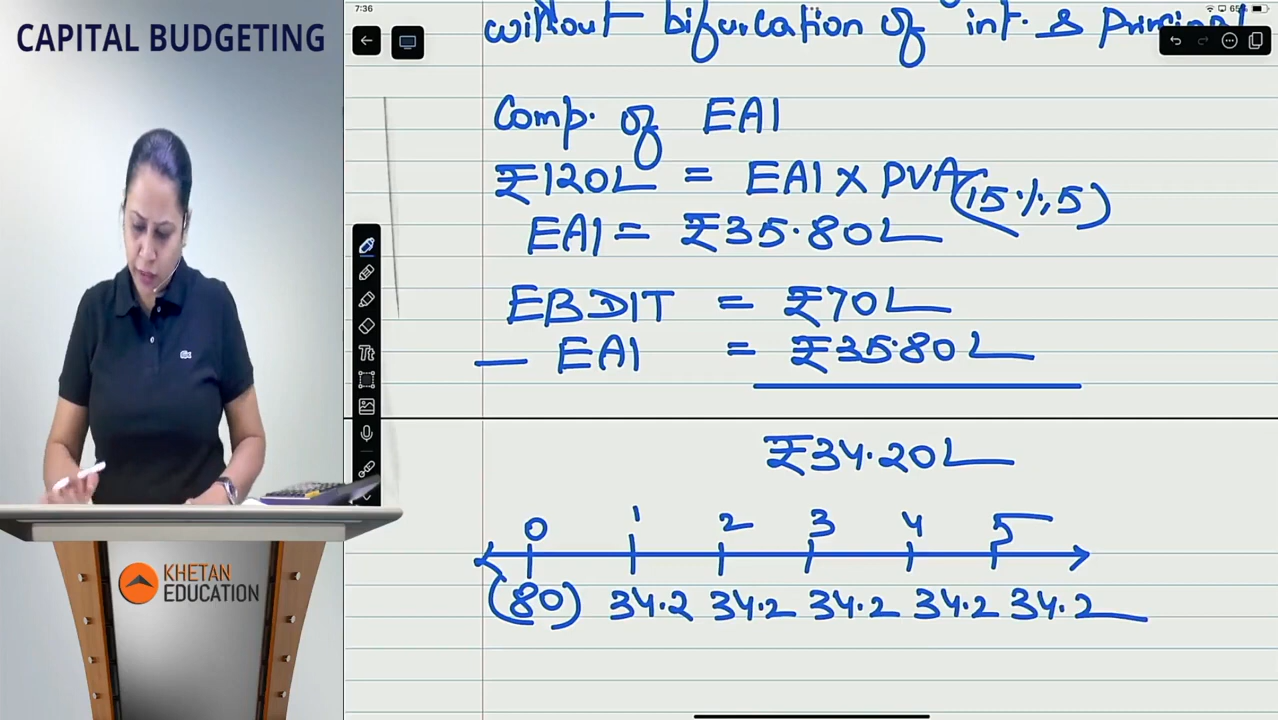 CAPITAL BUDGETING
KHETAN
EDUCATION
7:36
65%
without bifurcation of int. & principal
Comp. of EAI
₹120L = EAI X PVA(15%,5)
EAI = ₹35.80L
EBDIT = ₹70L
— EAI = ₹35.80L
₹34.20L
0 1 2 3 4 5
(80) 34.2 34.2 34.2 34.2 34.2
Tt